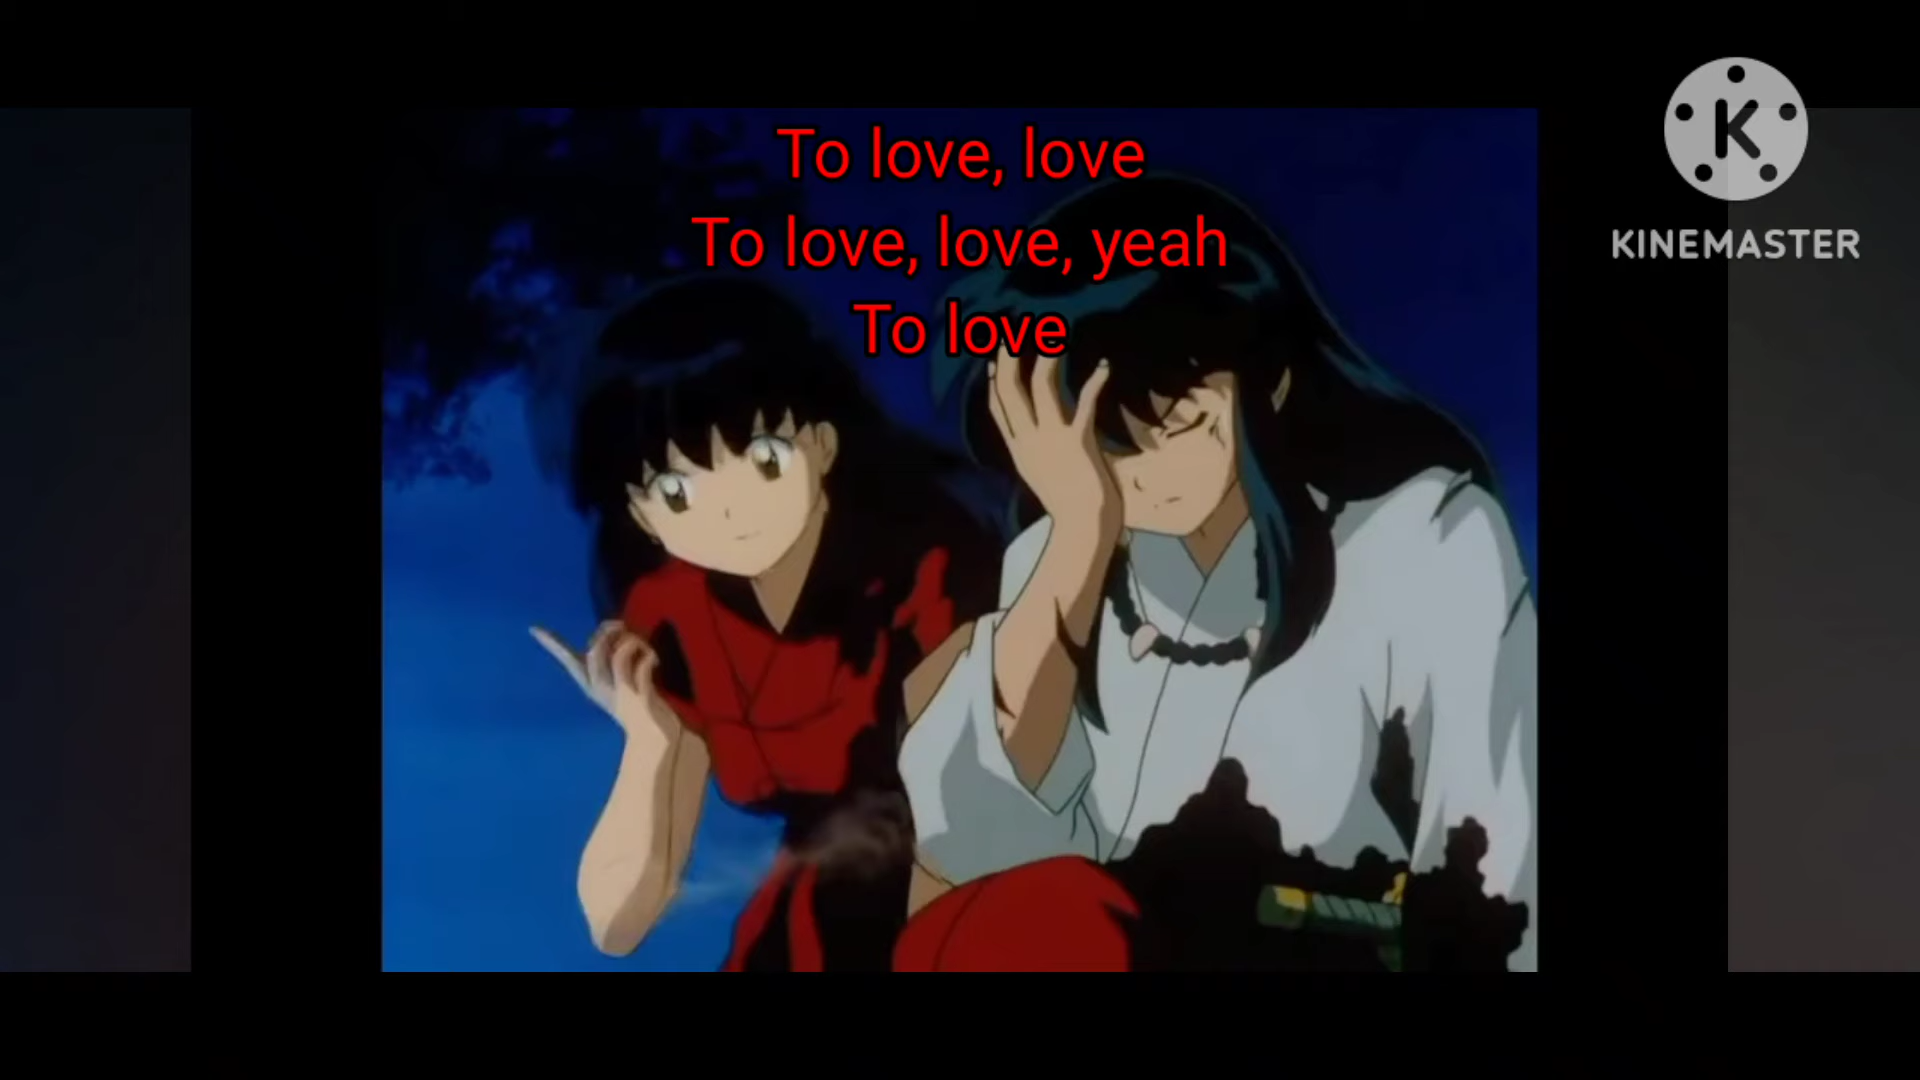 To love, love
To love, love, yeah
To love
K
KINEMASTER